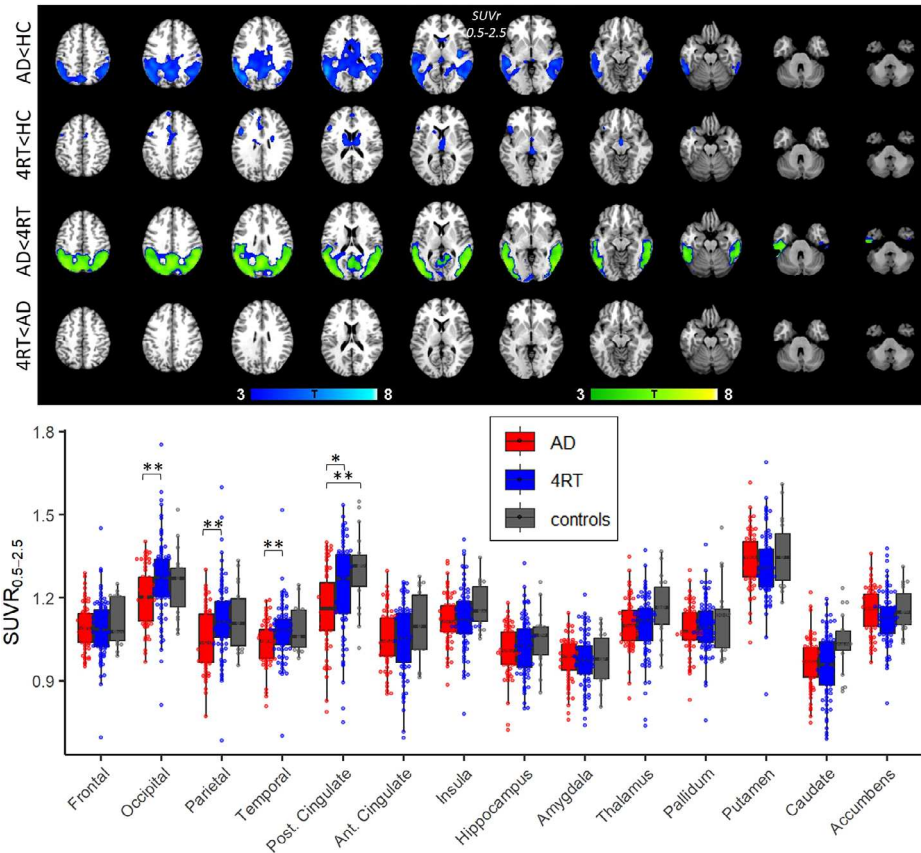 SUVr
0.5-2.5
AD<HC
4RT<HC
AD<4RT
4RT<AD
3 T 8
3 T 8
1.8
1.5
1.2
0.9
SUVR0.5-2.5
AD
4RT
controls
**
**
**
*
**
Frontal
Occipital
Parietal
Temporal
Post. Cingulate
Ant. Cingulate
Insula
Hippocampus
Amygdala
Thalamus
Pallidum
Putamen
Caudate
Accumbens